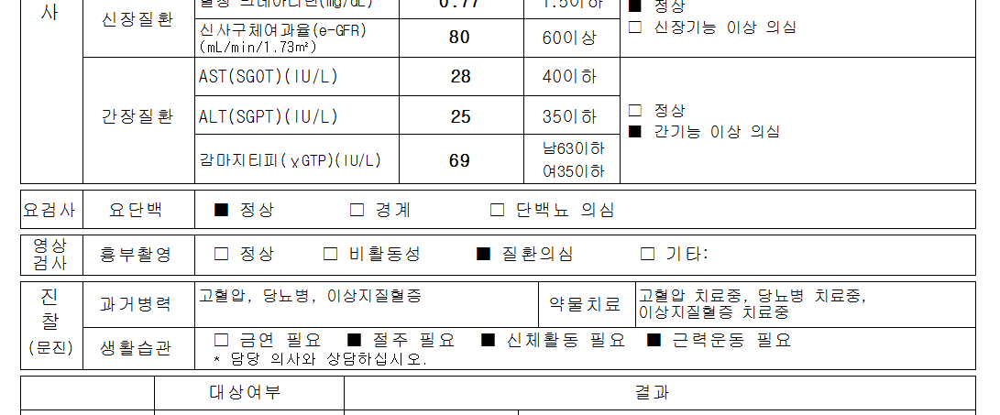 사
신장질환
혈청 크레아티닌(mg/dL) 0.77 1.5이하
■ 정상
□ 신장기능 이상 의심
신사구체여과율(e-GFR)
(mL/min/1.73㎡) 80 60이상
간장질환
AST(SGOT)(IU/L) 28 40이하
ALT(SGPT)(IU/L) 25 35이하
감마지티피(γGTP)(IU/L) 69 남63이하
여35이하
□ 정상
■ 간기능 이상 의심
요검사 요단백 ■ 정상 □ 경계 □ 단백뇨 의심
영상
검사
흉부촬영 □ 정상 □ 비활동성 ■ 질환의심 □ 기타:
진
찰
(문진)
과거병력 고혈압, 당뇨병, 이상지질혈증 약물치료 고혈압 치료중, 당뇨병 치료중,
이상지질혈증 치료중
생활습관 □ 금연 필요 ■ 절주 필요 ■ 신체활동 필요 ■ 근력운동 필요
* 담당 의사와 상담하십시오.
대상여부 결과